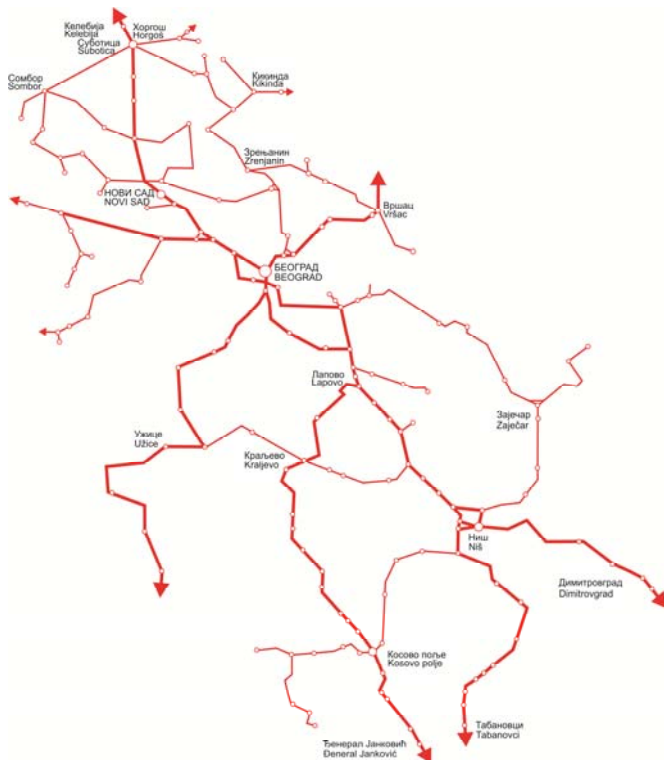 Келебија
Kelebija
Суботица
Subotica
Хоргош
Horgoš
Сомбор
Sombor
Кикинда
Kikinda
Зрењанин
Zrenjanin
НОВИ САД
NOVI SAD
Вршац
Vršac
БЕОГРАД
BEOGRAD
Лапово
Lapovo
Зајечар
Zaječar
Ужице
Užice
Краљево
Kraljevo
Ниш
Niš
Димитровград
Dimitrovgrad
Косово поље
Kosovo polje
Табановци
Tabanovci
Ђенерал Јанковић
Đeneral Janković